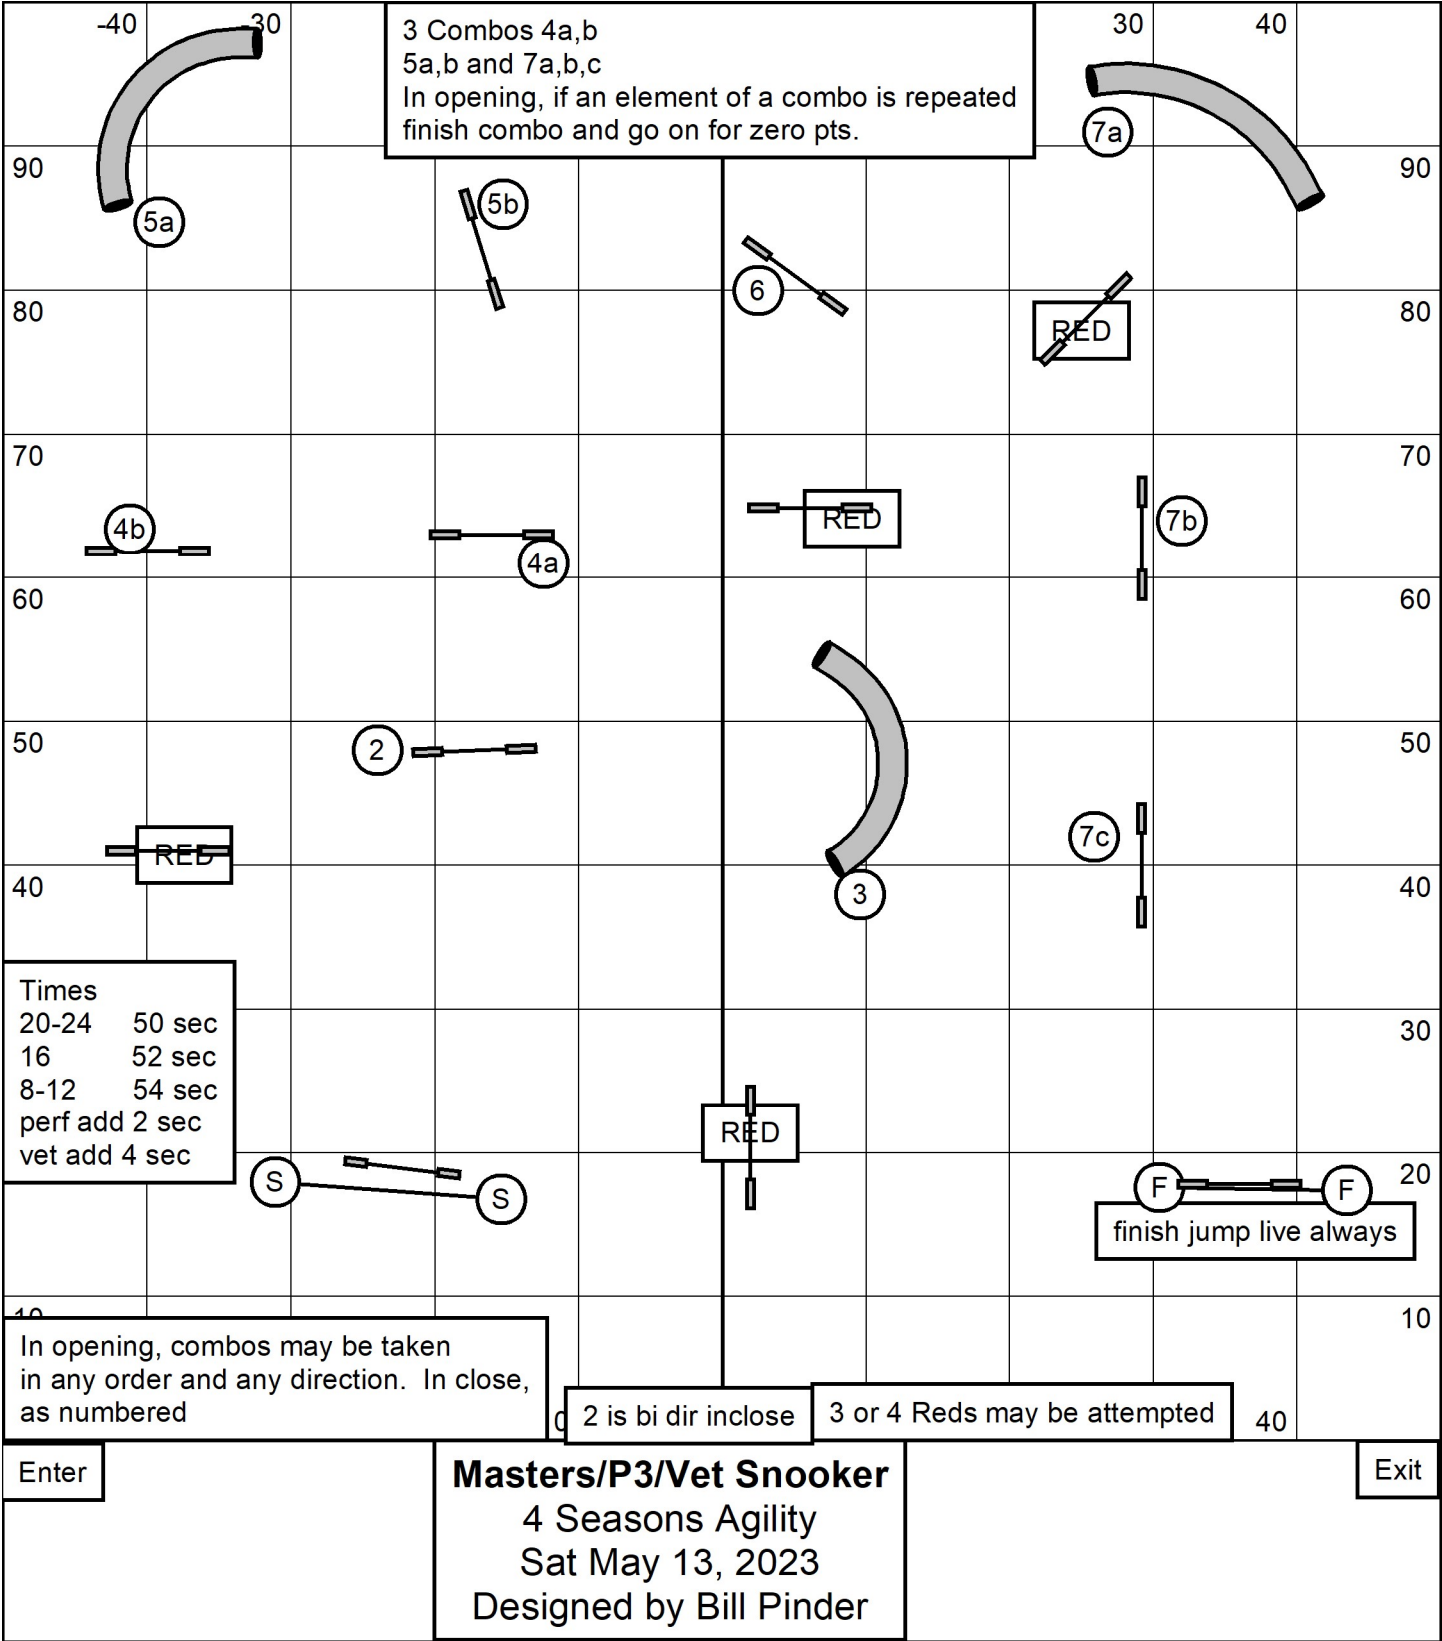 -40
-30
30
40
3 Combos 4a,b
5a,b and 7a,b,c
In opening, if an element of a combo is repeated
finish combo and go on for zero pts.
7a
90
90
5a
5b
6
80
80
RED
70
70
RED
4b
4a
7b
60
60
2
50
50
RED
7c
40
40
3
Times
20-24 50 sec
16 52 sec
8-12 54 sec
perf add 2 sec
vet add 4 sec
30
RED
S
S
F
F
20
finish jump live always
10
10
In opening, combos may be taken
in any order and any direction. In close,
as numbered
0
2 is bi dir inclose
3 or 4 Reds may be attempted
40
Enter
Exit
Masters/P3/Vet Snooker
4 Seasons Agility
Sat May 13, 2023
Designed by Bill Pinder